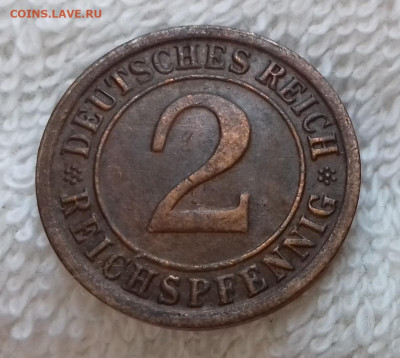 COINS.LAVE.RU
DEUTSCHES REICH
2
* REICHSPFENNIG *